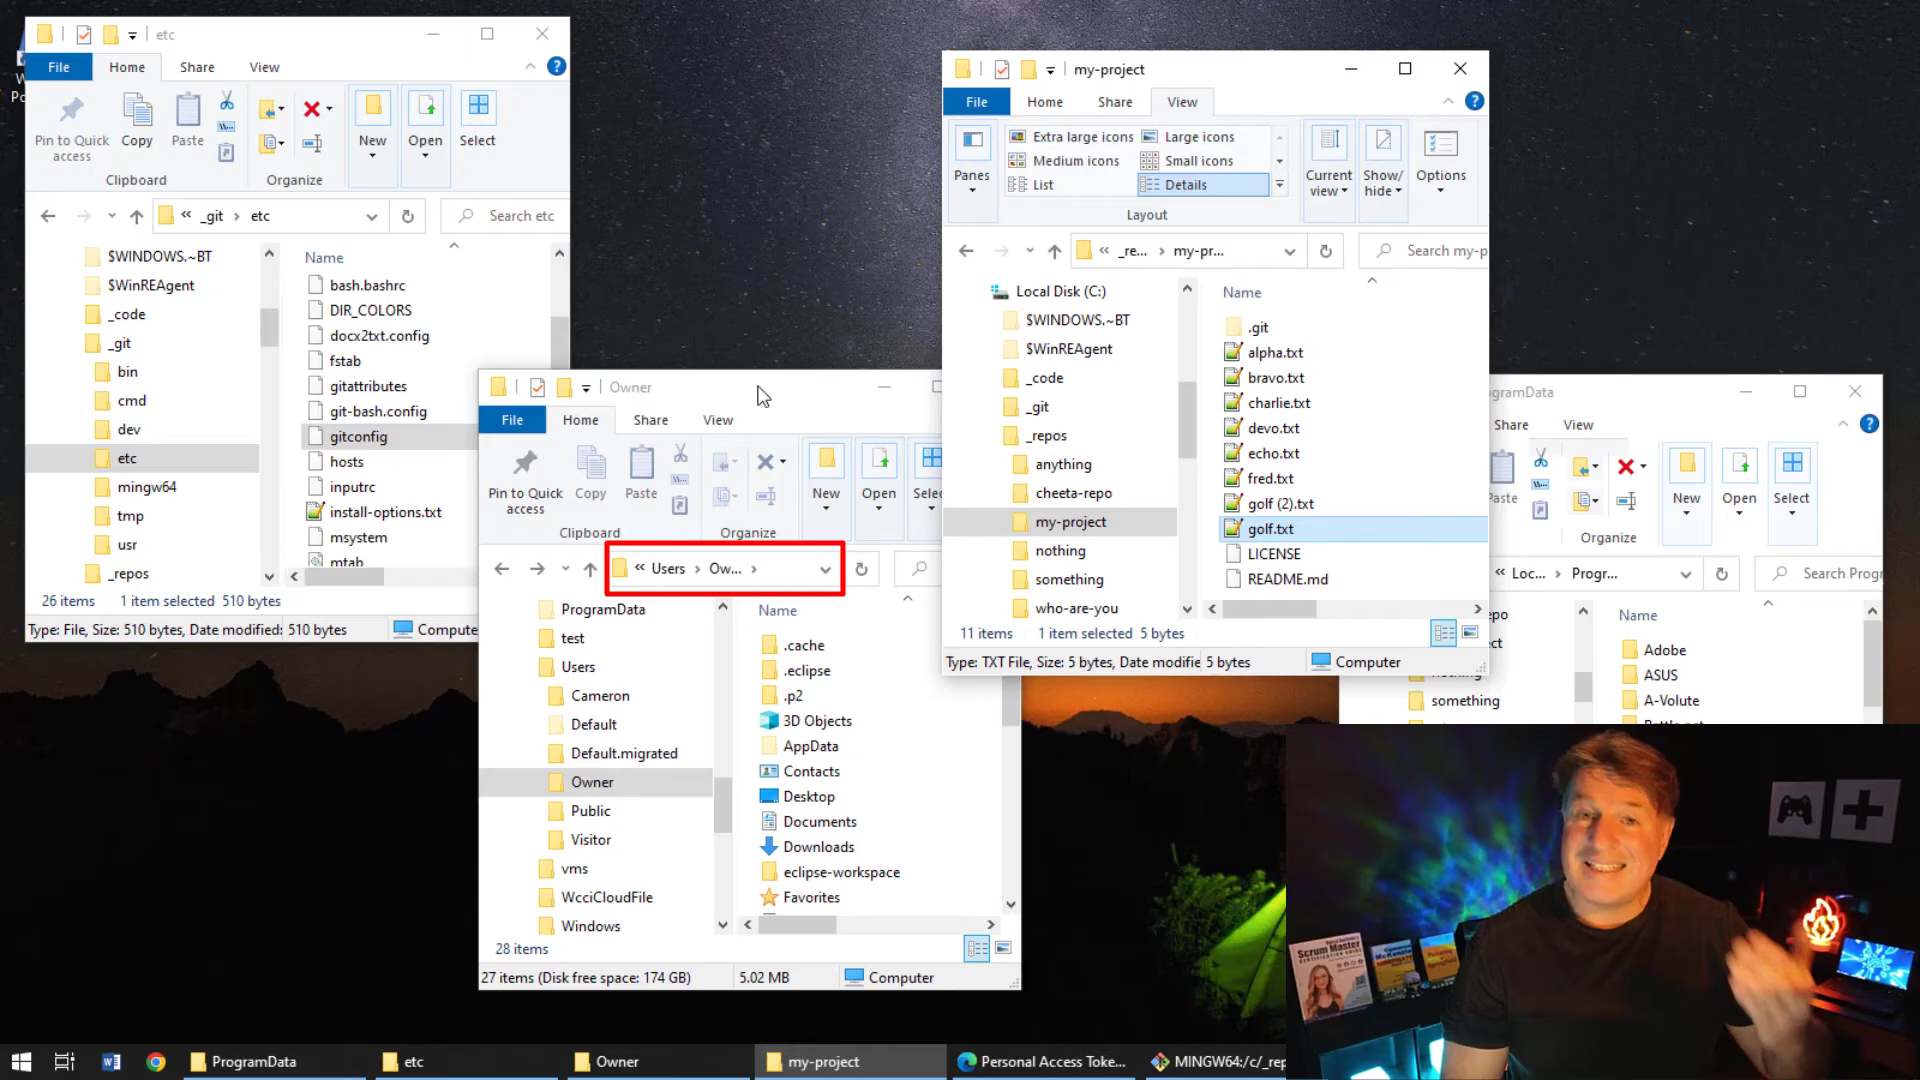 etc
File
Home
Share
View
Pin to Quick
access
Copy
Paste
New
Open
Select
Clipboard
Organize
_git
etc
Search etc
$WINDOWS.~BT
$WinREAgent
_code
_git
bin
cmd
dev
etc
mingw64
tmp
usr
_repos
Name
bash.bashrc
DIR_COLORS
docx2txt.config
fstab
gitattributes
git-bash.config
gitconfig
hosts
inputrc
install-options.txt
msystem
mtab
26 items
1 item selected 510 bytes
Type: File, Size: 510 bytes, Date modified:
510 bytes
Compute
Owner
File
Home
Share
View
Pin to Quick
access
Copy
Paste
New
Open
Selec
Clipboard
Organize
Users
Ow...
ProgramData
test
Users
Cameron
Default
Default.migrated
Owner
Public
Visitor
vms
WcciCloudFile
Windows
Name
.cache
.eclipse
.p2
3D Objects
AppData
Contacts
Desktop
Documents
Downloads
eclipse-workspace
Favorites
28 items
27 items (Disk free space: 174 GB)
5.02 MB
Computer
my-project
File
Home
Share
View
Panes
Extra large icons
Large icons
Medium icons
Small icons
List
Details
Current
view
Show/
hide
Options
Layout
_re...
my-pr...
Search my-p
Local Disk (C:)
$WINDOWS.~BT
$WinREAgent
_code
_git
_repos
anything
cheeta-repo
my-project
nothing
something
who-are-you
Name
.git
alpha.txt
bravo.txt
charlie.txt
devo.txt
echo.txt
fred.txt
golf (2).txt
golf.txt
LICENSE
README.md
11 items
1 item selected 5 bytes
Type: TXT File, Size: 5 bytes, Date modifie
5 bytes
Computer
gramData
Share
View
aste
New
Open
Select
Organize
Loc...
Progr...
Search Progr
something
Name
Adobe
ASUS
A-Volute
Scrum Master
ProgramData
etc
Owner
my-project
Personal Access Toke...
MINGW64:/c/_rep